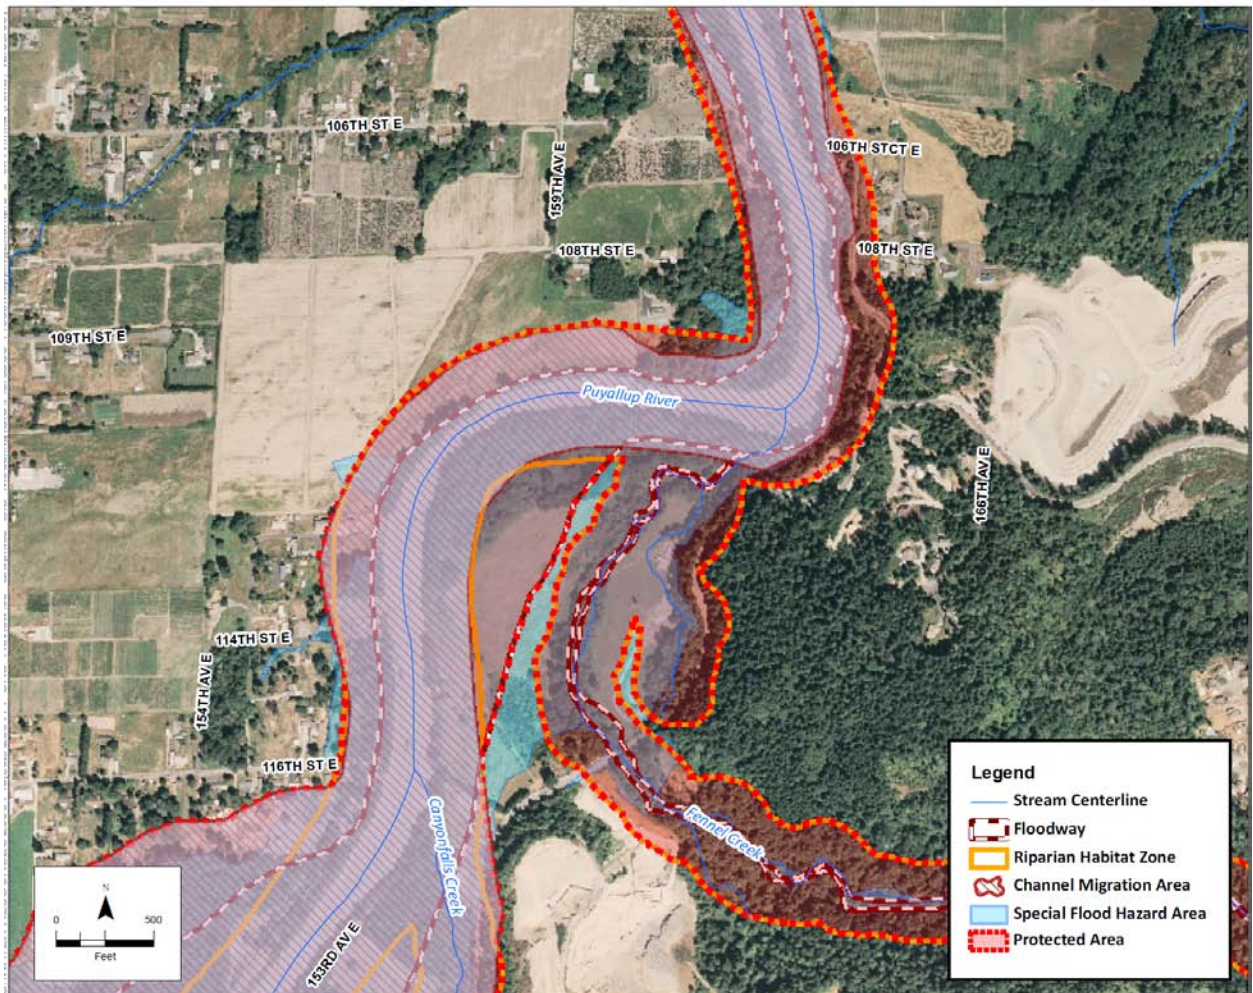 106TH ST E
159TH AV E
106TH STCT E
108TH ST E
108TH ST E
109TH ST E
Puyallup River
166TH AV E
114TH ST E
154TH AV E
116TH ST E
Canyonfalls Creek
Fennel Creek
153RD AV E
N
0 500
Feet
Legend
Stream Centerline
Floodway
Riparian Habitat Zone
Channel Migration Area
Special Flood Hazard Area
Protected Area